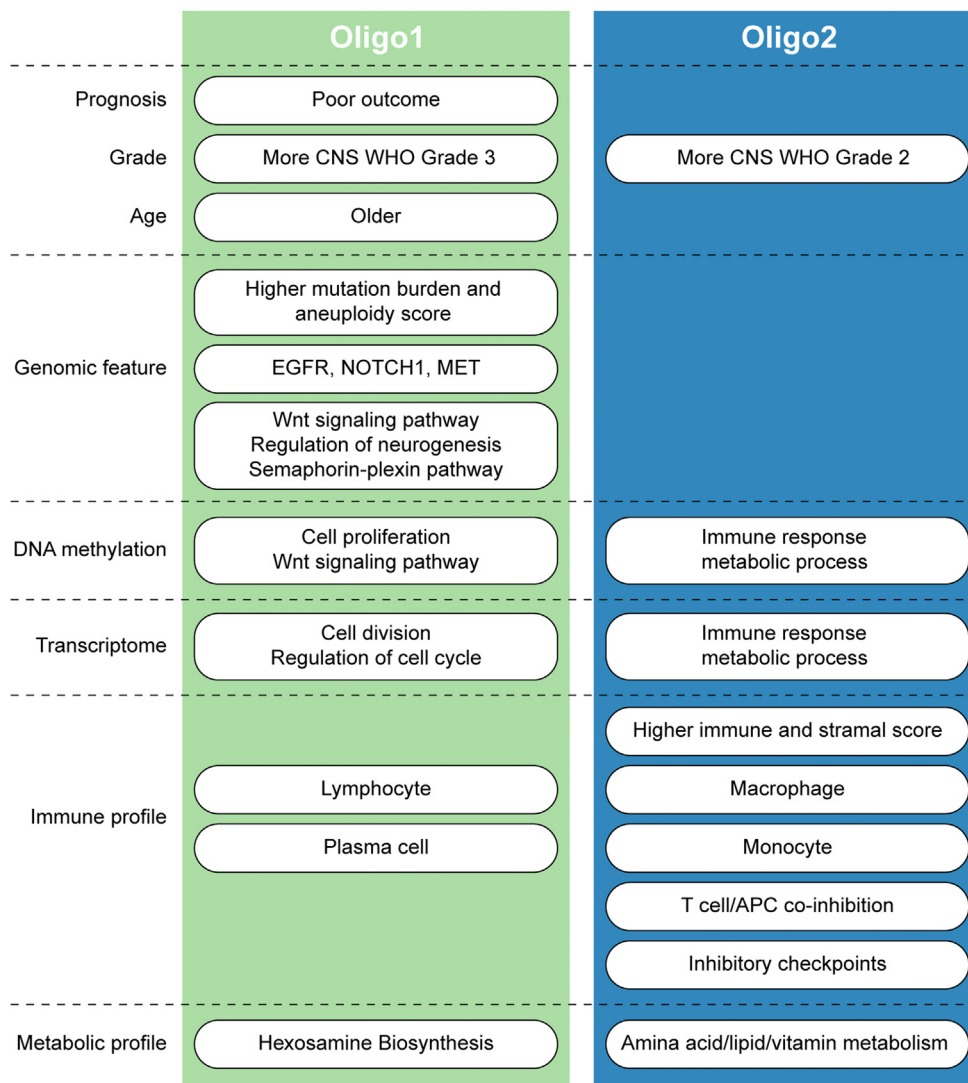 Oligo1
Oligo2
Prognosis
Poor outcome
Grade
More CNS WHO Grade 3
More CNS WHO Grade 2
Age
Older
Genomic feature
Higher mutation burden and
aneuploidy score
EGFR, NOTCH1, MET
Wnt signaling pathway
Regulation of neurogenesis
Semaphorin-plexin pathway
DNA methylation
Cell proliferation
Wnt signaling pathway
Immune response
metabolic process
Transcriptome
Cell division
Regulation of cell cycle
Immune response
metabolic process
Immune profile
Lymphocyte
Plasma cell
Higher immune and stramal score
Macrophage
Monocyte
T cell/APC co-inhibition
Inhibitory checkpoints
Metabolic profile
Hexosamine Biosynthesis
Amina acid/lipid/vitamin metabolism